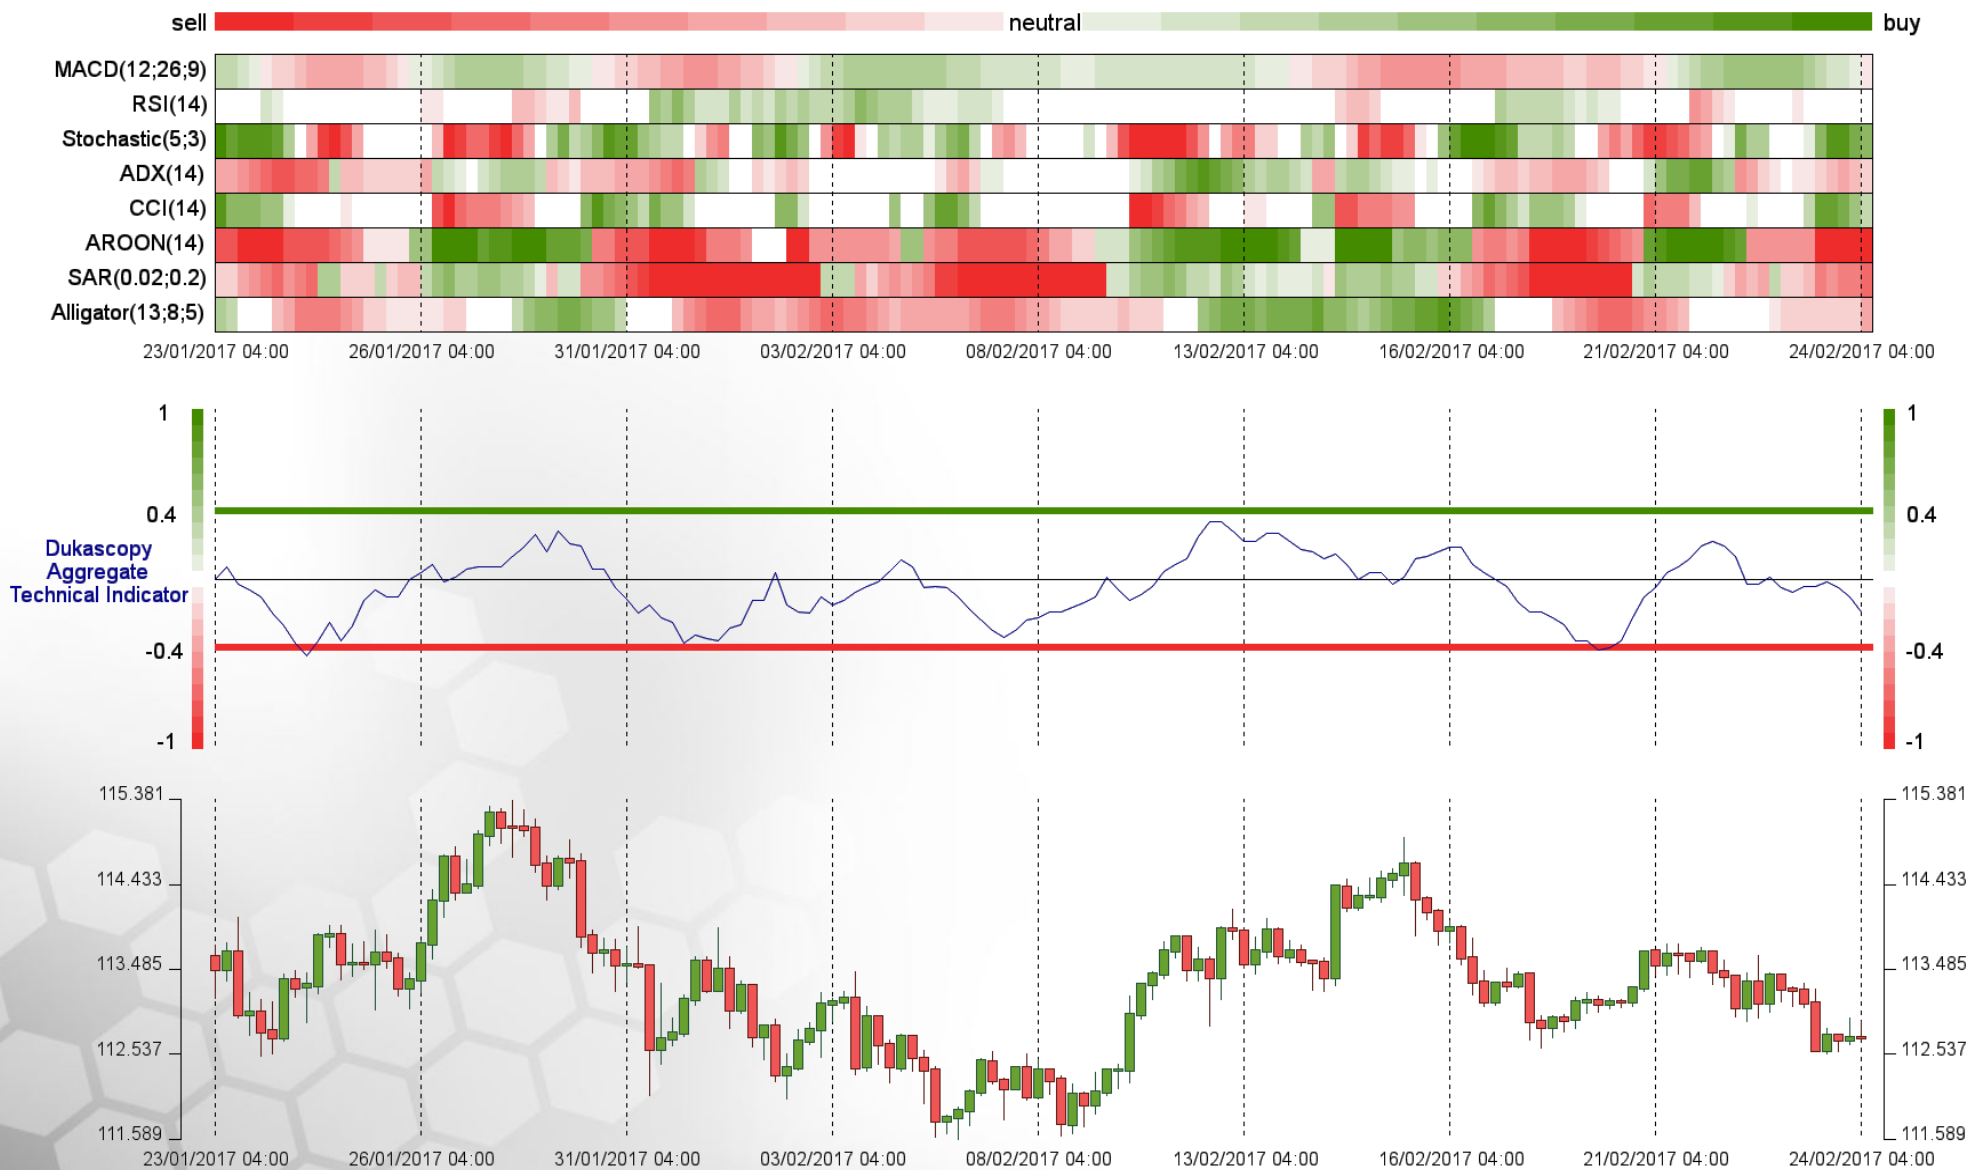 sell neutral buy
MACD(12;26;9)
RSI(14)
Stochastic(5;3)
ADX(14)
CCI(14)
AROON(14)
SAR(0.02;0.2)
Alligator(13;8;5)
23/01/2017 04:00 26/01/2017 04:00 31/01/2017 04:00 03/02/2017 04:00 08/02/2017 04:00 13/02/2017 04:00 16/02/2017 04:00 21/02/2017 04:00 24/02/2017 04:00
1 1
0.4 0.4
Dukascopy
Aggregate
Technical Indicator
-0.4 -0.4
-1 -1
115.381 115.381
114.433 114.433
113.485 113.485
112.537 112.537
111.589 111.589
23/01/2017 04:00 26/01/2017 04:00 31/01/2017 04:00 03/02/2017 04:00 08/02/2017 04:00 13/02/2017 04:00 16/02/2017 04:00 21/02/2017 04:00 24/02/2017 04:00